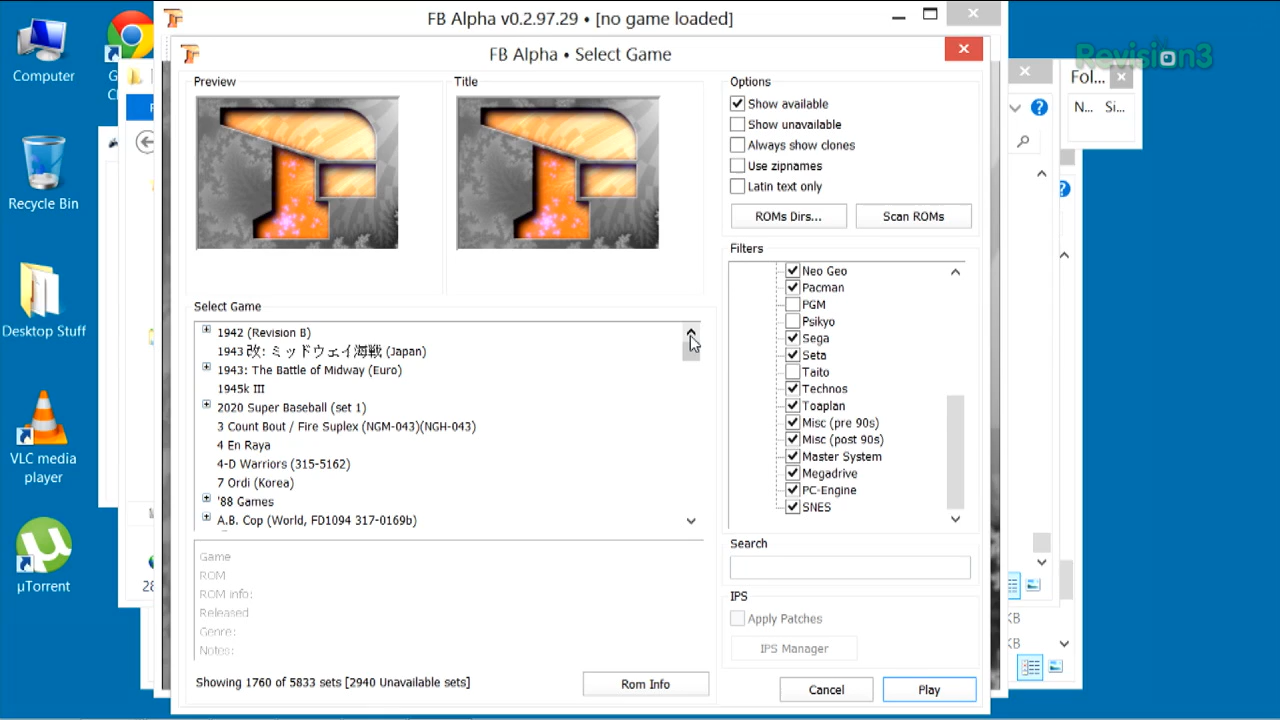 FB Alpha v0.2.97.29 • [no game loaded]
FB Alpha • Select Game
Revision3
Computer
Recycle Bin
Desktop Stuff
VLC media
player
µTorrent
Fol...
N... Si...
Preview
Title
Options
Show available
Show unavailable
Always show clones
Use zipnames
Latin text only
ROMs Dirs...
Scan ROMs
Filters
Neo Geo
Pacman
PGM
Psikyo
Sega
Seta
Taito
Technos
Toaplan
Misc (pre 90s)
Misc (post 90s)
Master System
Megadrive
PC-Engine
SNES
Select Game
1942 (Revision B)
1943 改: ミッドウェイ海戦 (Japan)
1943: The Battle of Midway (Euro)
1945k III
2020 Super Baseball (set 1)
3 Count Bout / Fire Suplex (NGM-043)(NGH-043)
4 En Raya
4-D Warriors (315-5162)
7 Ordi (Korea)
'88 Games
A.B. Cop (World, FD1094 317-0169b)
Game
ROM
ROM info:
Released
Genre:
Notes:
Search
IPS
Apply Patches
IPS Manager
Showing 1760 of 5833 sets [2940 Unavailable sets]
Rom Info
Cancel
Play
28
KB
KB